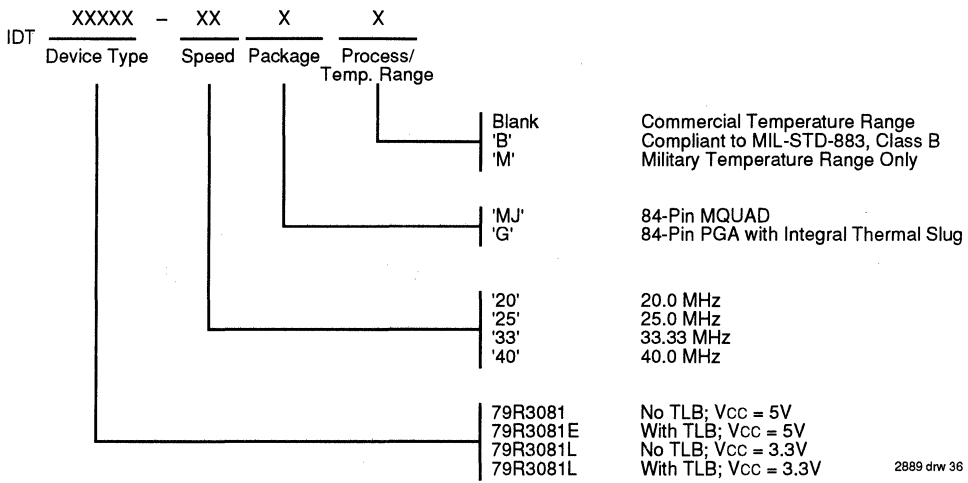 IDT XXXXX – XX X X
Device Type Speed Package Process/
Temp. Range
Blank Commercial Temperature Range
'B' Compliant to MIL-STD-883, Class B
'M' Military Temperature Range Only
'MJ' 84-Pin MQUAD
'G' 84-Pin PGA with Integral Thermal Slug
'20' 20.0 MHz
'25' 25.0 MHz
'33' 33.33 MHz
'40' 40.0 MHz
79R3081 No TLB; VCC = 5V
79R3081E With TLB; VCC = 5V
79R3081L No TLB; VCC = 3.3V
79R3081L With TLB; VCC = 3.3V
2889 drw 36